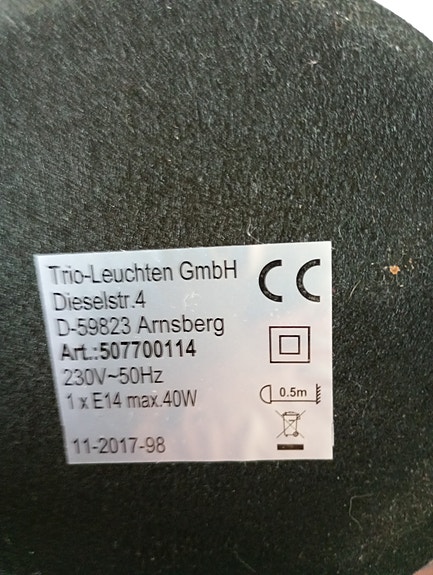 Trio-Leuchten GmbH
Dieselstr.4
D-59823 Arnsberg
Art.:507700114
230V~50Hz
1 x E14 max.40W
11-2017-98
CE
0.5m